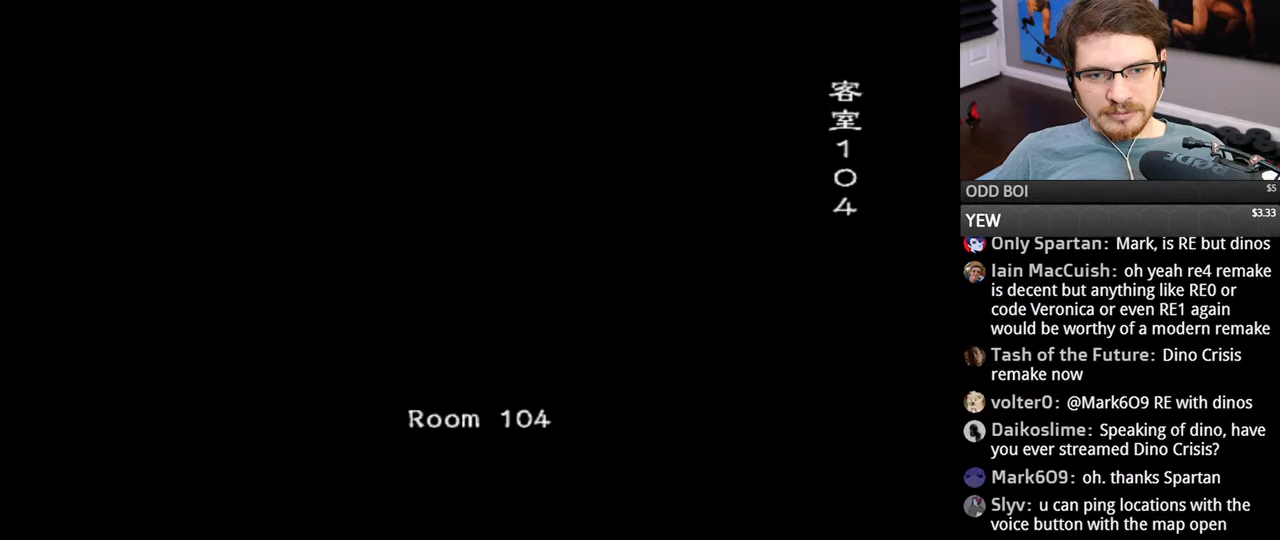 客室104
Room 104
ODD BOI
$5
YEW
$3.33
Only Spartan: Mark, is RE but dinos
Iain MacCuish: oh yeah re4 remake
is decent but anything like RE0 or
code Veronica or even RE1 again
would be worthy of a modern remake
Tash of the Future: Dino Crisis
remake now
volter0: @Mark6O9 RE with dinos
Daikoslime: Speaking of dino, have
you ever streamed Dino Crisis?
Mark6O9: oh. thanks Spartan
Slyv: u can ping locations with the
voice button with the map open
RODE